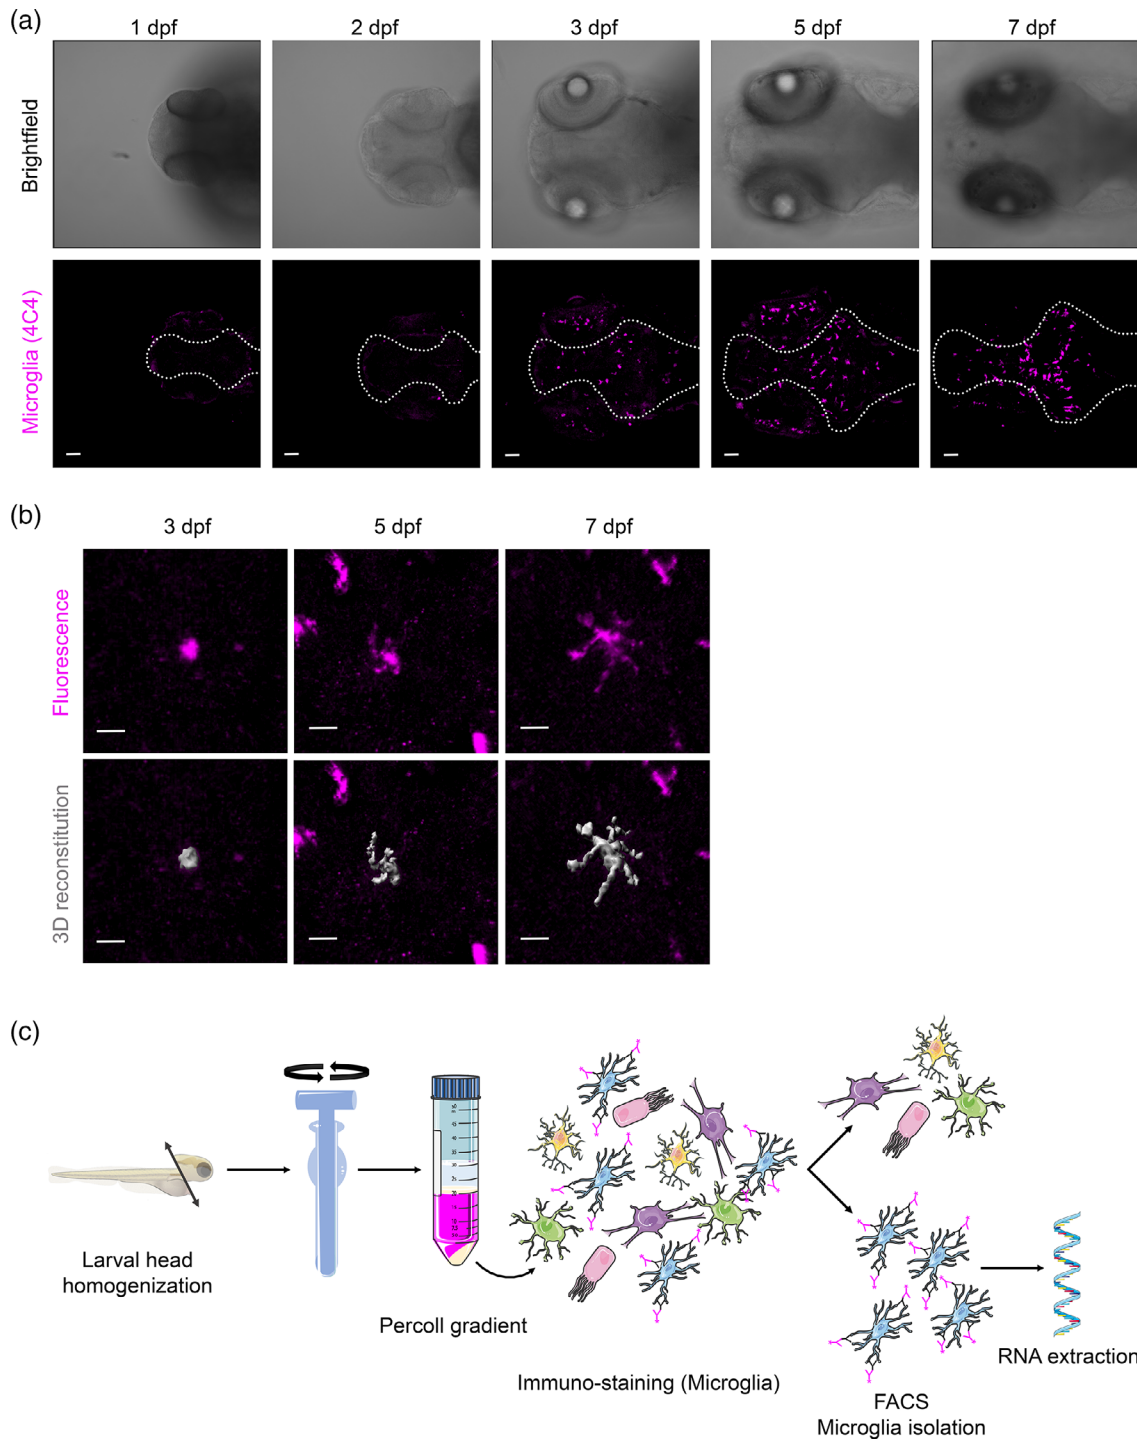 (a)
1 dpf
2 dpf
3 dpf
5 dpf
7 dpf
Brightfield
Microglia (4C4)
(b)
3 dpf
5 dpf
7 dpf
Fluorescence
3D reconstitution
(c)
Larval head
homogenization
Percoll gradient
Immuno-staining (Microglia)
FACS
Microglia isolation
RNA extraction